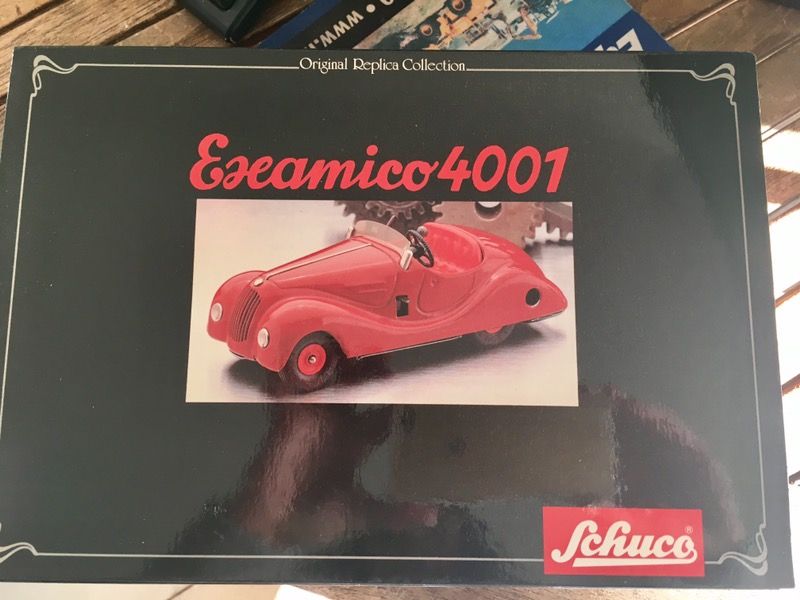 Original Replica Collection
Examico 4001
Schuco®